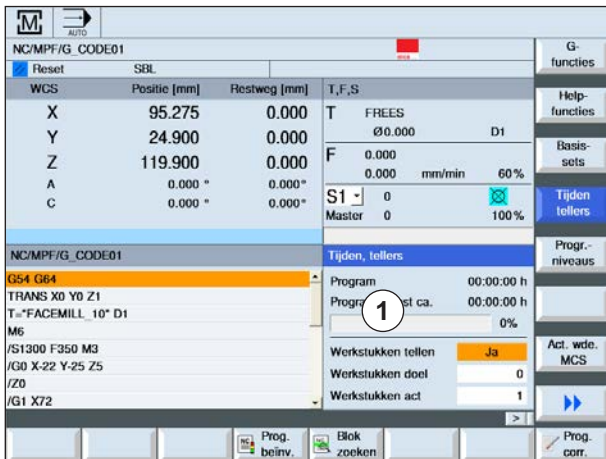 M
AUTO
NC/MPF/G_CODE01
Reset SBL
WCS Positie [mm] Restweg [mm]
X 95.275 0.000
Y 24.900 0.000
Z 119.900 0.000
A 0.000 ° 0.000°
C 0.000 ° 0.000°
T,F,S
T FREES
Ø0.000 D1
F 0.000
0.000 mm/min 60%
S1 0
Master 0 100%
NC/MPF/G_CODE01
G54 G64
TRANS X0 Y0 Z1
T="FACEMILL_10" D1
M6
/S1300 F350 M3
/G0 X-22 Y-25 Z5
/Z0
/G1 X72
Tijden, tellers
Program 00:00:00 h
st ca. 00:00:00 h
1
0%
Werkstukken tellen Ja
Werkstukken doel 0
Werkstukken act 1
>
G-
functies
Help-
functies
Basis-
sets
Tijden
tellers
Progr.-
niveaus
Act. wde.
MCS
NC
Prog.
beïnv.
NC
Blok
zoeken
Prog.
corr.